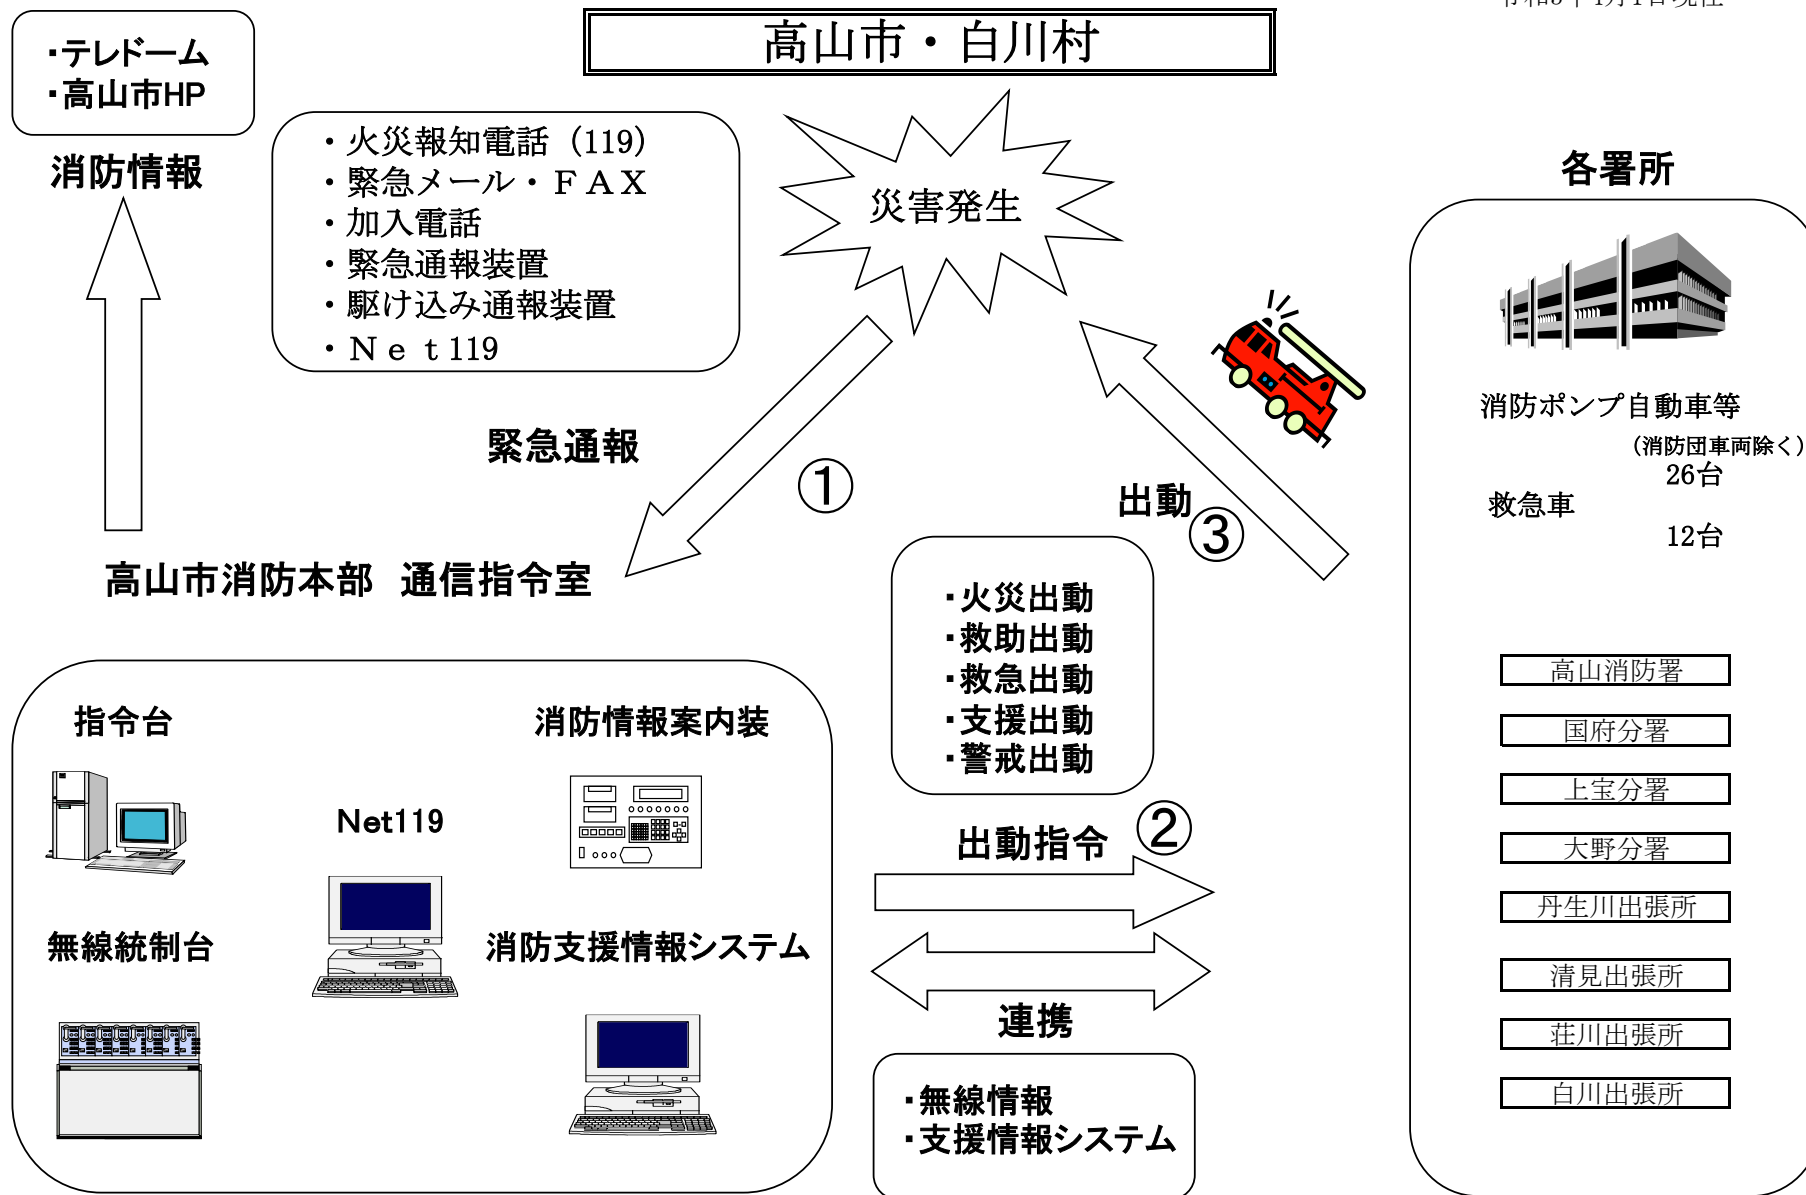 高山市・白川村
・テレドーム
・高山市HP
消防情報
・火災報知電話（119）
・緊急メール・ＦＡＸ
・加入電話
・緊急通報装置
・駆け込み通報装置
・Ｎｅｔ119
災害発生
緊急通報
①
出動
③
高山市消防本部　通信指令室
指令台
消防情報案内装
Net119
無線統制台
消防支援情報システム
・火災出動
・救助出動
・救急出動
・支援出動
・警戒出動
出動指令
②
連携
・無線情報
・支援情報システム
各署所
消防ポンプ自動車等
（消防団車両除く）
26台
救急車
12台
高山消防署
国府分署
上宝分署
大野分署
丹生川出張所
清見出張所
荘川出張所
白川出張所